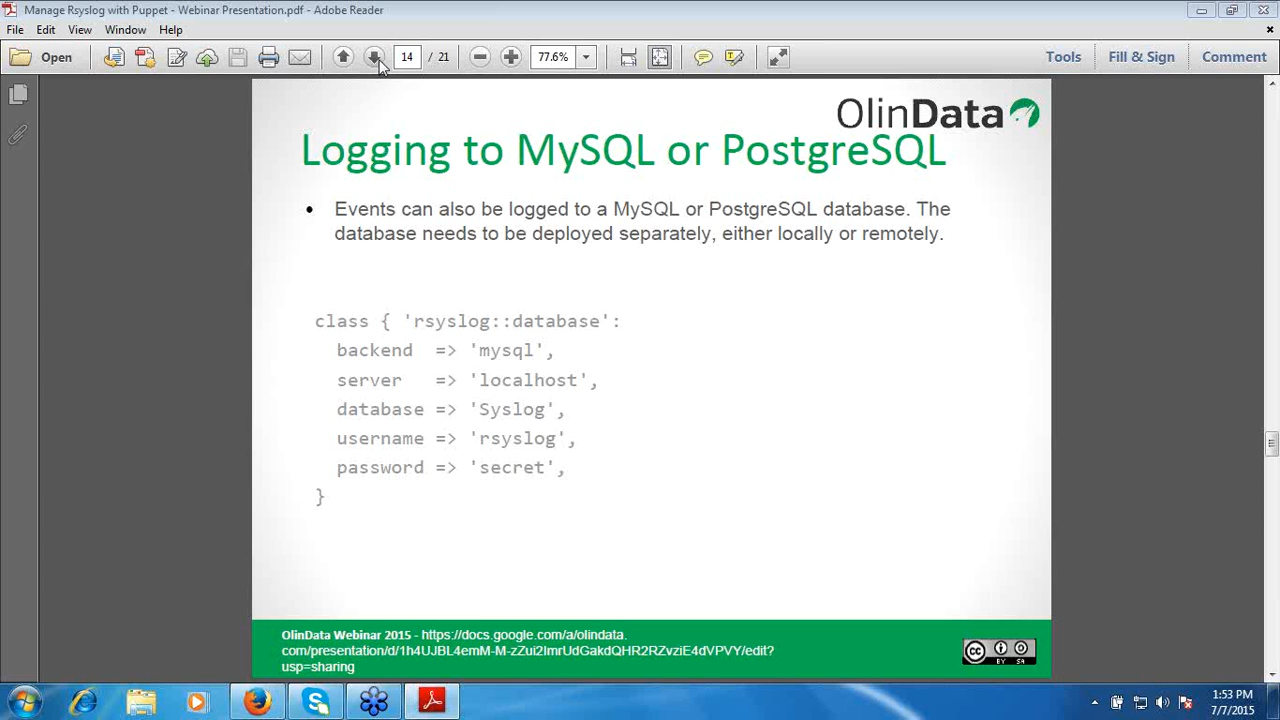 Manage Rsyslog with Puppet - Webinar Presentation.pdf - Adobe Reader
File Edit View Window Help
Open 14 / 21 77.6% Tools Fill & Sign Comment
OlinData
Logging to MySQL or PostgreSQL
• Events can also be logged to a MySQL or PostgreSQL database. The
database needs to be deployed separately, either locally or remotely.
class { 'rsyslog::database':
backend => 'mysql',
server => 'localhost',
database => 'Syslog',
username => 'rsyslog',
password => 'secret',
}
OlinData Webinar 2015 - https://docs.google.com/a/olindata.
com/presentation/d/1h4UJBL4emM-M-zZui2lmrUdGakdQHR2RZvziE4dVPVY/edit?
usp=sharing
CC BY SA
1:53 PM
7/7/2015